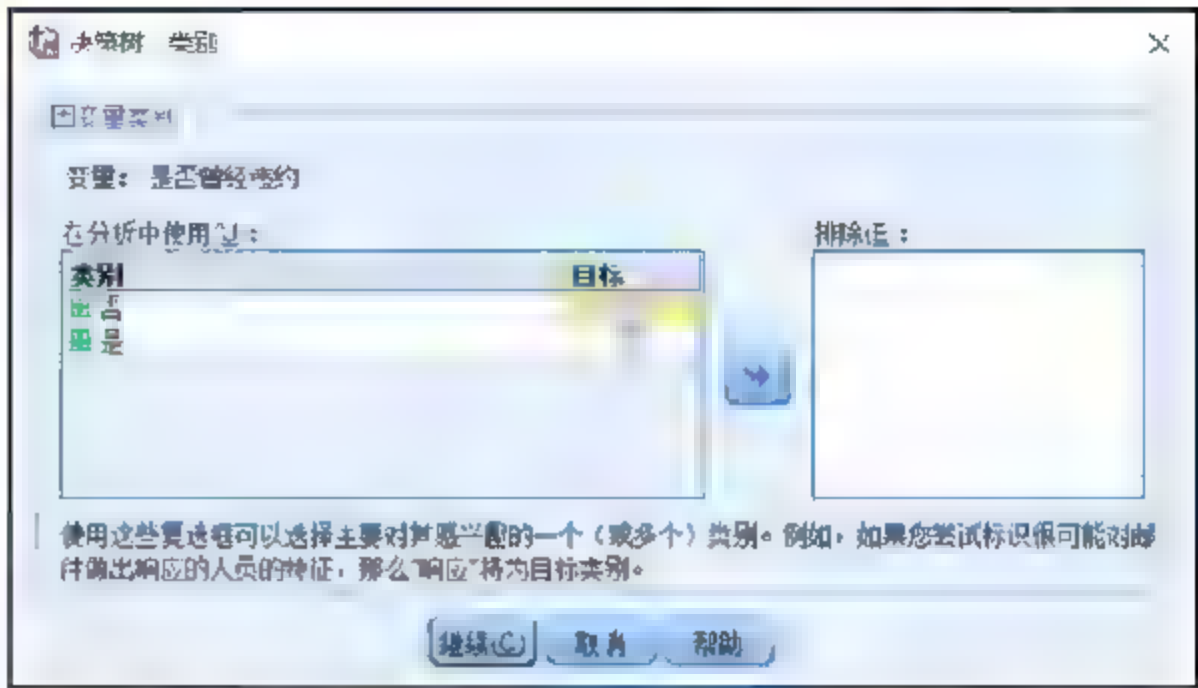 决策树：类别
变量类别
变量：是否曾经违约
在分析中使用
排除值：
类别 目标
否
是
使用这些复选框可以选择主要对其感兴趣的一个（或多个）类别。例如，如果您尝试标识很可能对邮
件做出响应的人员的特征，那么“响应”将为目标类别。
继续(C) 取消 帮助